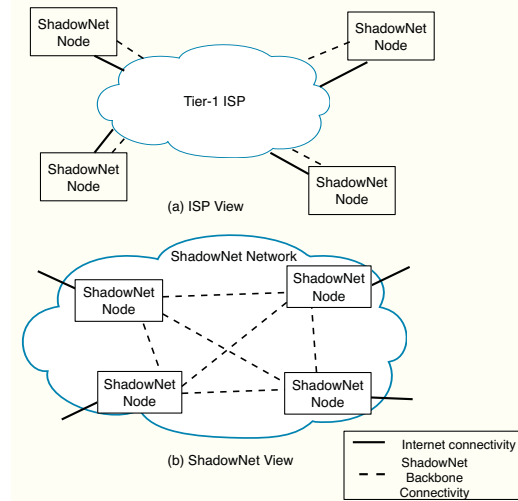 ShadowNet
Node
ShadowNet
Node
Tier-1 ISP
ShadowNet
Node
ShadowNet
Node
(a) ISP View
ShadowNet Network
ShadowNet
Node
ShadowNet
Node
ShadowNet
Node
ShadowNet
Node
(b) ShadowNet View
Internet connectivity
ShadowNet
Backbone
Connectivity